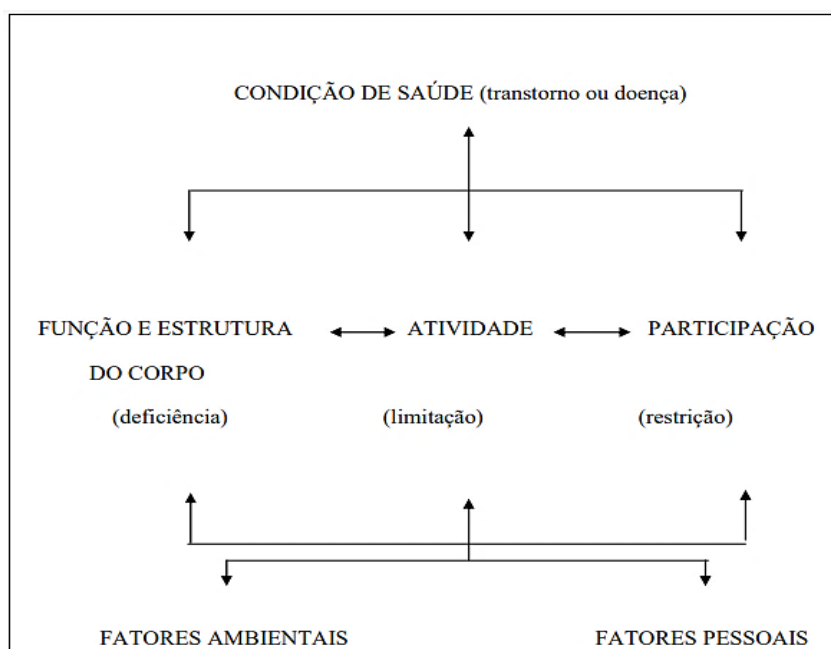 CONDIÇÃO DE SAÚDE (transtorno ou doença)
FUNÇÃO E ESTRUTURA ATIVIDADE PARTICIPAÇÃO
DO CORPO
(deficiência) (limitação) (restrição)
FATORES AMBIENTAIS FATORES PESSOAIS